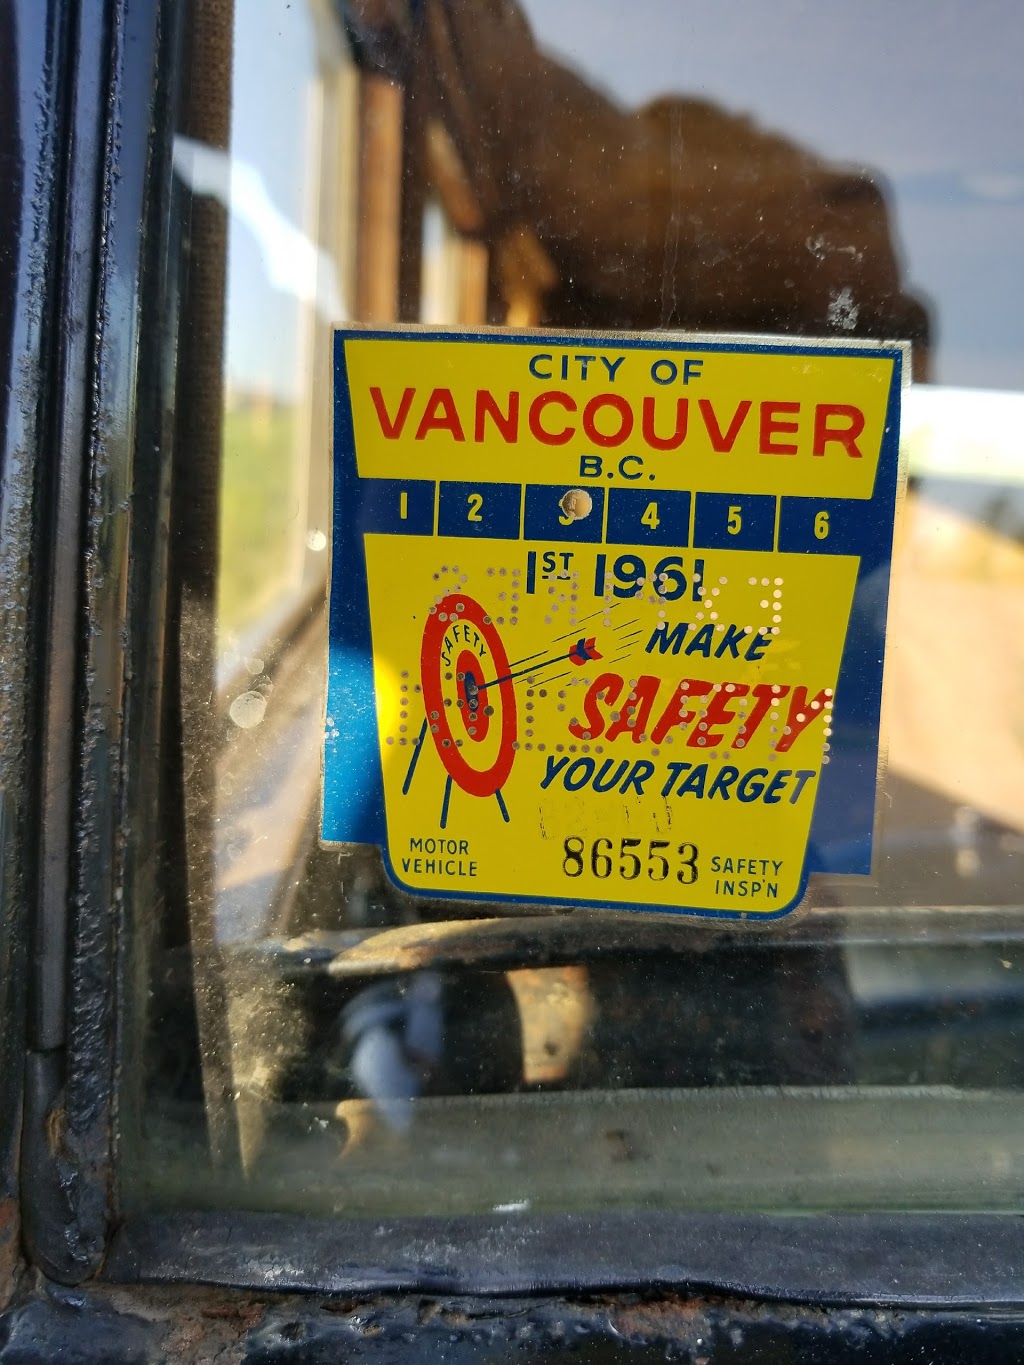 CITY OF
VANCOUVER
B.C.
1 2 3 4 5 6
1ST 1961
SAFETY
MAKE
SAFETY
YOUR TARGET
MOTOR
VEHICLE
86553
SAFETY
INSP'N